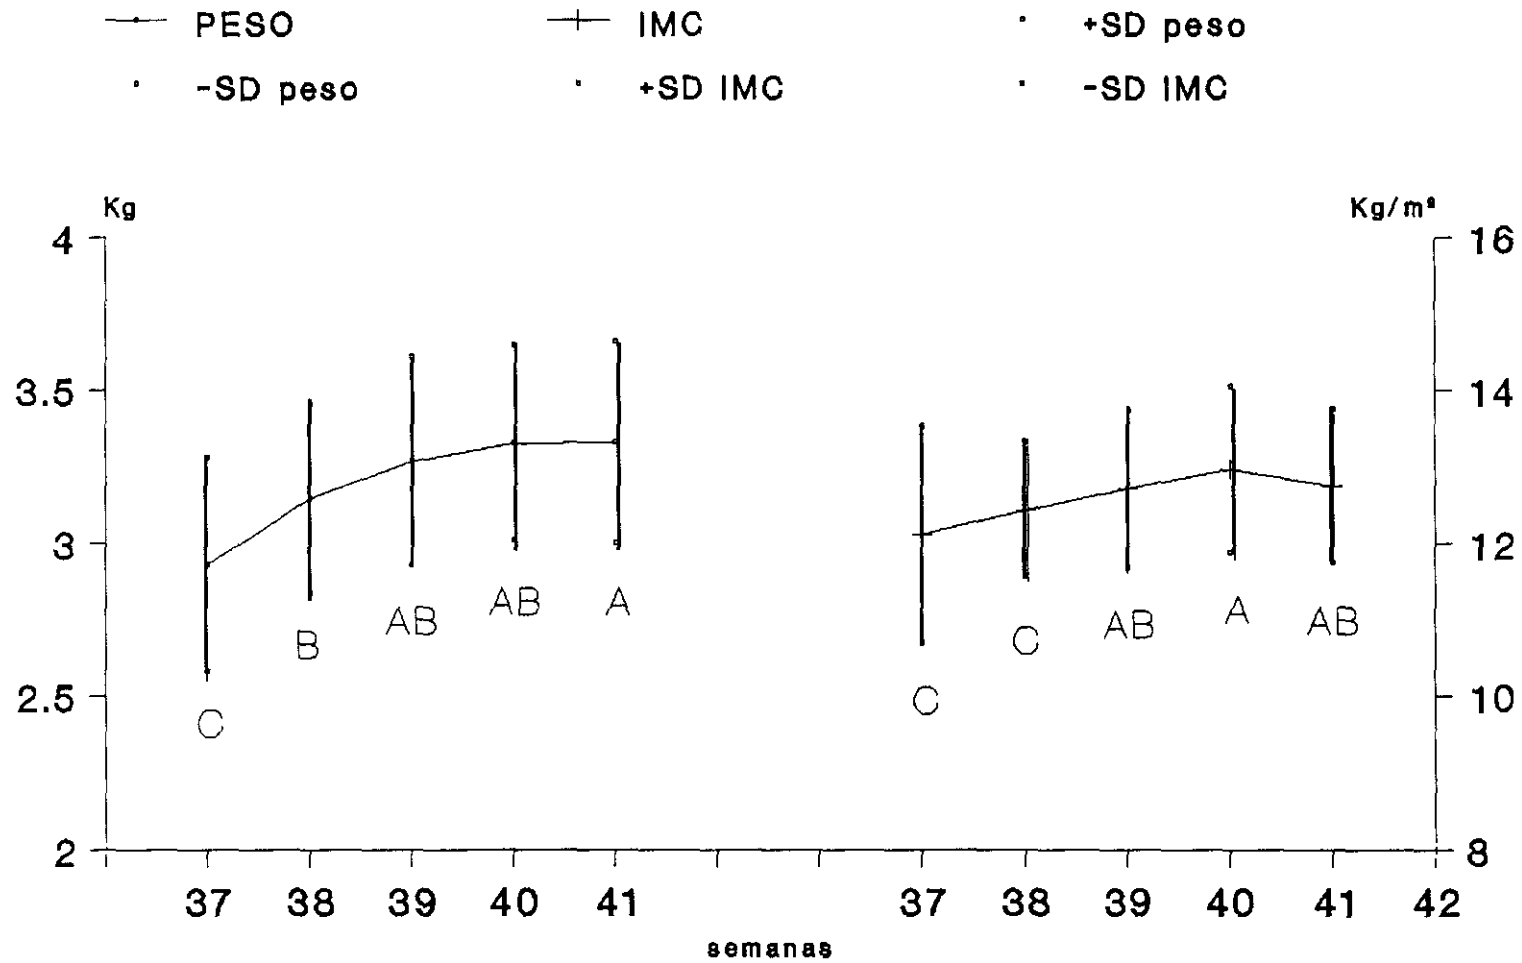 PESO IMC +SD peso
-SD peso +SD IMC -SD IMC
Kg Kg/m²
4 16
3.5 14
3 12
AB A A
AB AB AB
B C
2.5 10
C C
2 8
37 38 39 40 41 37 38 39 40 41 42
semanas